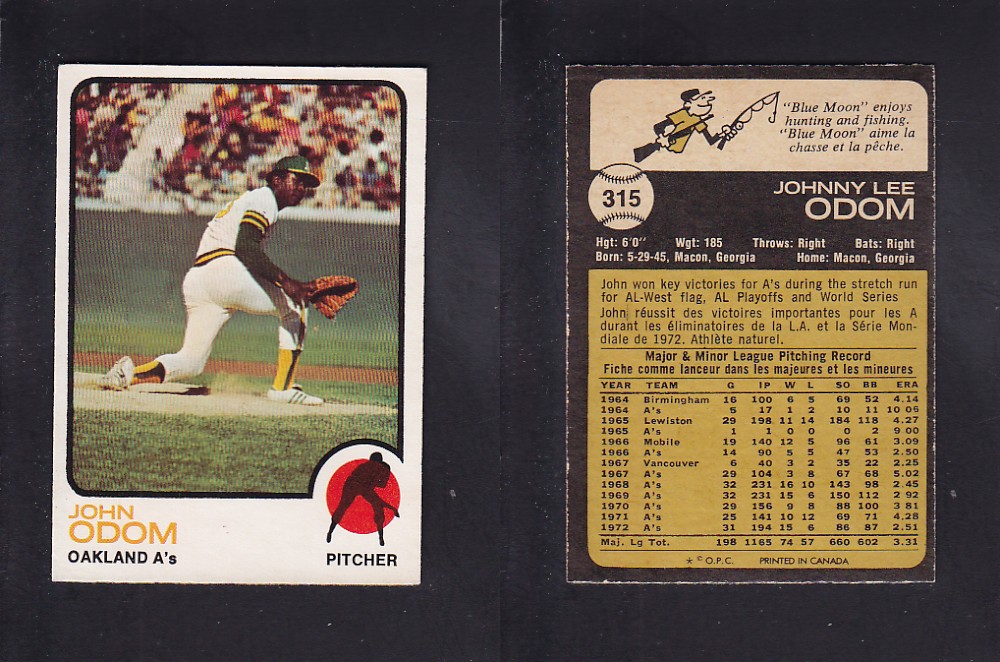 JOHN
ODOM
OAKLAND A's
PITCHER
"Blue Moon" enjoys
hunting and fishing.
"Blue Moon" aime la
chasse et la pêche.
315
JOHNNY LEE
ODOM
Hgt: 6'0" Wgt: 185 Throws: Right Bats: Right
Born: 5-29-45, Macon, Georgia Home: Macon, Georgia
John won key victories for A's during the stretch run
for AL-West flag, AL Playoffs and World Series
John réussit des victoires importantes pour les A
durant les éliminatoires de la L.A. et la Série Mon-
diale de 1972. Athlète naturel.
Major & Minor League Pitching Record
Fiche comme lanceur dans les majeures et les mineures
YEAR TEAM G IP W L SO BB ERA
1964 Birmingham 16 100 6 5 69 52 4.14
1964 A's 5 17 1 2 10 11 10 06
1965 Lewiston 29 198 11 14 184 118 4.27
1965 A's 1 1 0 0 0 2 9.00
1966 Mobile 19 140 12 5 96 61 3.09
1966 A's 14 90 5 5 47 53 2.50
1967 Vancouver 6 40 3 2 35 22 2.25
1967 A's 29 104 3 8 67 68 5.02
1968 A's 32 231 16 10 143 98 2.45
1969 A's 32 231 15 6 150 112 2 92
1970 A's 29 156 9 8 88 100 3 81
1971 A's 25 141 10 12 69 71 4.28
1972 A's 31 194 15 6 86 87 2.51
Maj. Lg Tot. 198 1165 74 57 660 602 3.31
* © O.P.C. PRINTED IN CANADA